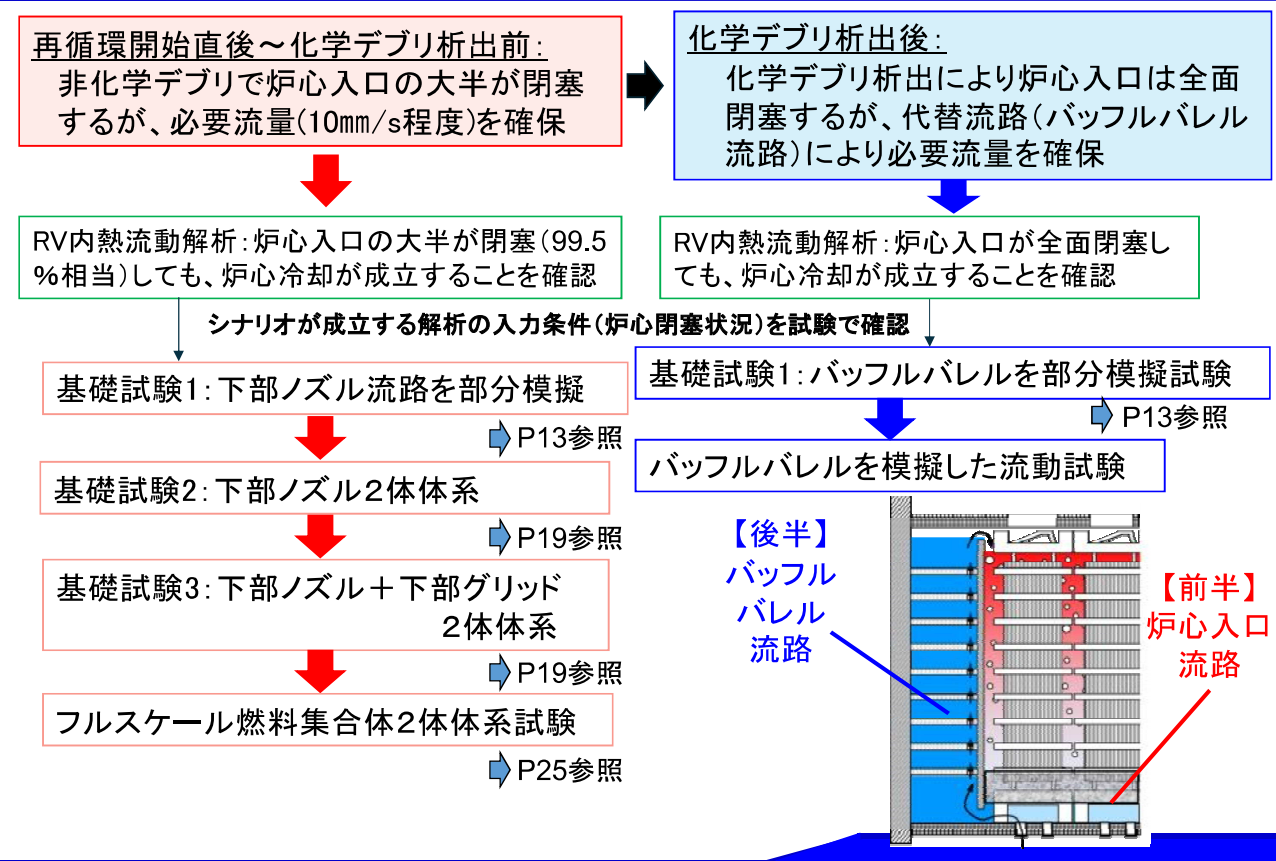 再循環開始直後～化学デブリ析出前：
非化学デブリで炉心入口の大半が閉塞
するが、必要流量(10㎜/s程度)を確保
化学デブリ析出後：
化学デブリ析出により炉心入口は全面
閉塞するが、代替流路（バッフルバレル
流路）により必要流量を確保
RV内熱流動解析：炉心入口の大半が閉塞（99.5
％相当）しても、炉心冷却が成立することを確認
RV内熱流動解析：炉心入口が全面閉塞し
ても、炉心冷却が成立することを確認
シナリオが成立する解析の入力条件（炉心閉塞状況）を試験で確認
基礎試験1：下部ノズル流路を部分模擬
P13参照
基礎試験2：下部ノズル２体体系
P19参照
基礎試験3：下部ノズル＋下部グリッド
２体体系
P19参照
フルスケール燃料集合体２体体系試験
P25参照
基礎試験1：バッフルバレルを部分模擬試験
P13参照
バッフルバレルを模擬した流動試験
【後半】
バッフル
バレル
流路
【前半】
炉心入口
流路